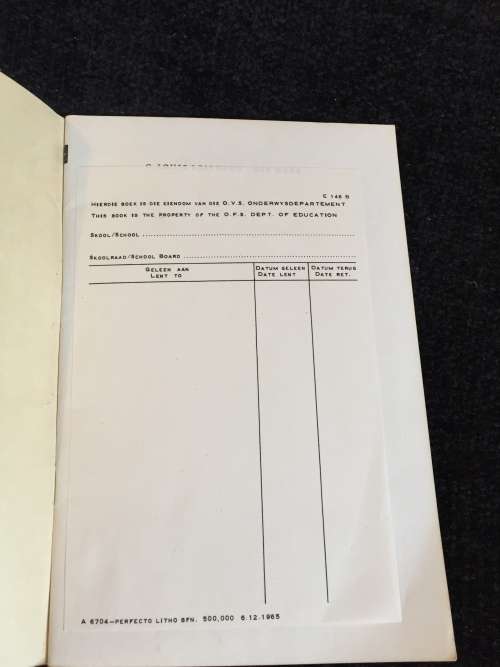 E 146 B
HIERDIE BOEK IS DIE EIENDOM VAN DIE O.V.S. ONDERWYSDEPARTEMENT
THIS BOOK IS THE PROPERTY OF THE O.F.S. DEPT. OF EDUCATION
SKOOL/SCHOOL
SKOOLRAAD/SCHOOL BOARD
GELEEN AAN
LENT TO
DATUM GELEEN
DATE LENT
DATUM TERUG
DATE RET.
A 6704—PERFECTO LITHO BFN. 500,000 6.12.1965